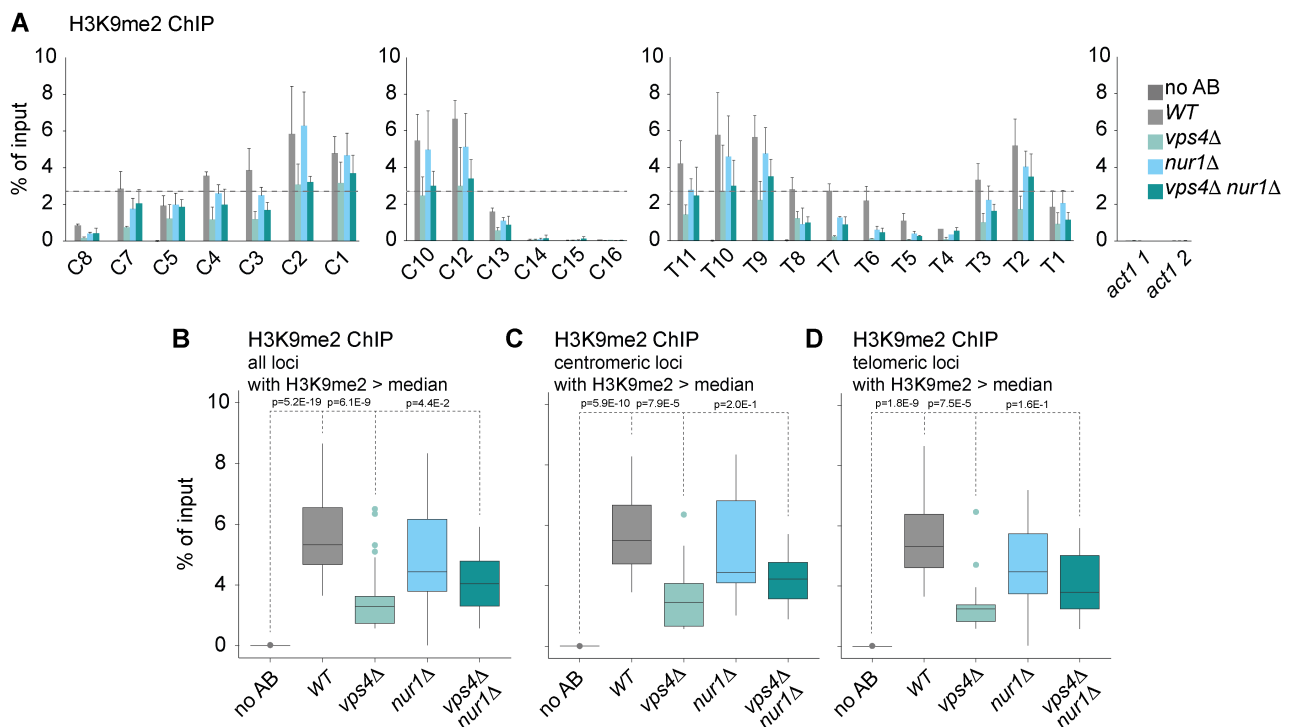 A H3K9me2 ChIP
10 10 10 10
8 8 8 8
6 6 6 6
4 4 4 4
2 2 2 2
0 0 0 0
% of input
no AB
WT
vps4Δ
nur1Δ
vps4Δ nur1Δ
C8 C7 C5 C4 C3 C2 C1
C10 C12 C13 C14 C15 C16
T11 T10 T9 T8 T7 T6 T5 T4 T3 T2 T1
act1 1 act1 2
B H3K9me2 ChIP
all loci
with H3K9me2 > median
p=5.2E-19 p=6.1E-9 p=4.4E-2
10
8
6
4
2
0
% of input
no AB WT vps4Δ nur1Δ vps4Δ
nur1Δ
C H3K9me2 ChIP
centromeric loci
with H3K9me2 > median
p=5.9E-10 p=7.9E-5 p=2.0E-1
no AB WT vps4Δ nur1Δ vps4Δ
nur1Δ
D H3K9me2 ChIP
telomeric loci
with H3K9me2 > median
p=1.8E-9 p=7.5E-5 p=1.6E-1
no AB WT vps4Δ nur1Δ vps4Δ
nur1Δ